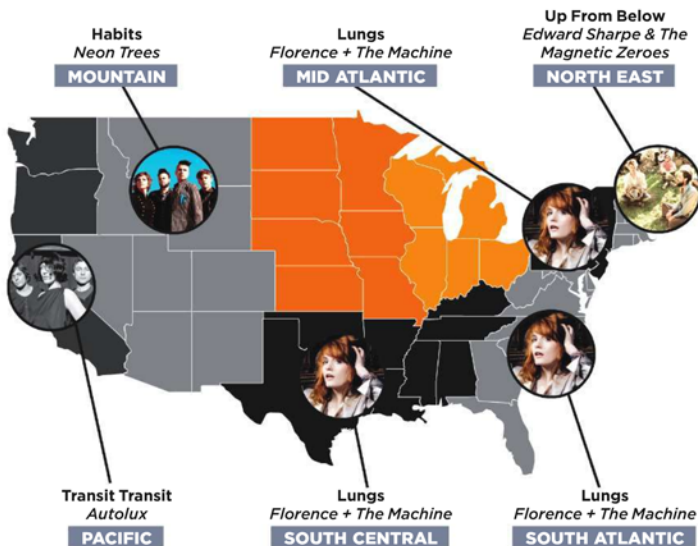 Habits
Neon Trees
MOUNTAIN
Lungs
Florence + The Machine
MID ATLANTIC
Up From Below
Edward Sharpe & The
Magnetic Zeroes
NORTH EAST
Transit Transit
Autolux
PACIFIC
Lungs
Florence + The Machine
SOUTH CENTRAL
Lungs
Florence + The Machine
SOUTH ATLANTIC